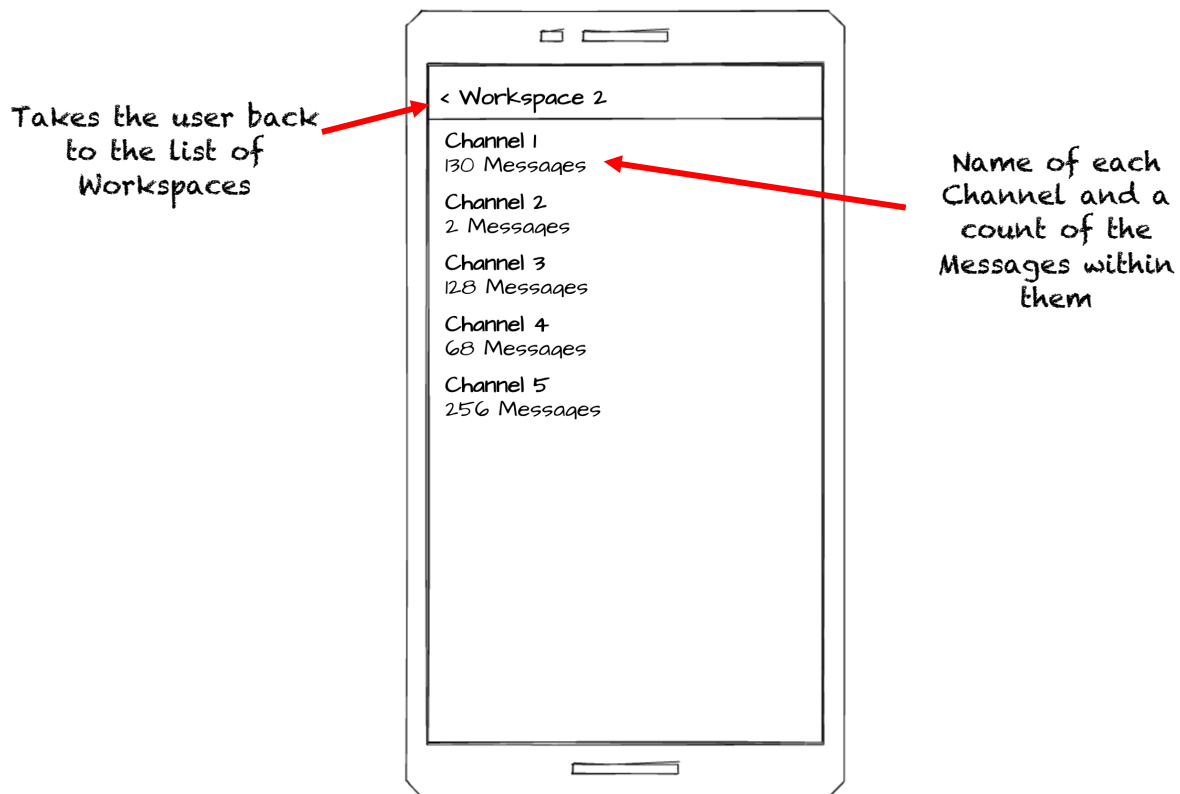 Takes the user back
to the list of
Workspaces
< Workspace 2
Channel 1
130 Messages
Channel 2
2 Messages
Channel 3
128 Messages
Channel 4
68 Messages
Channel 5
256 Messages
Name of each
Channel and a
count of the
Messages within
them